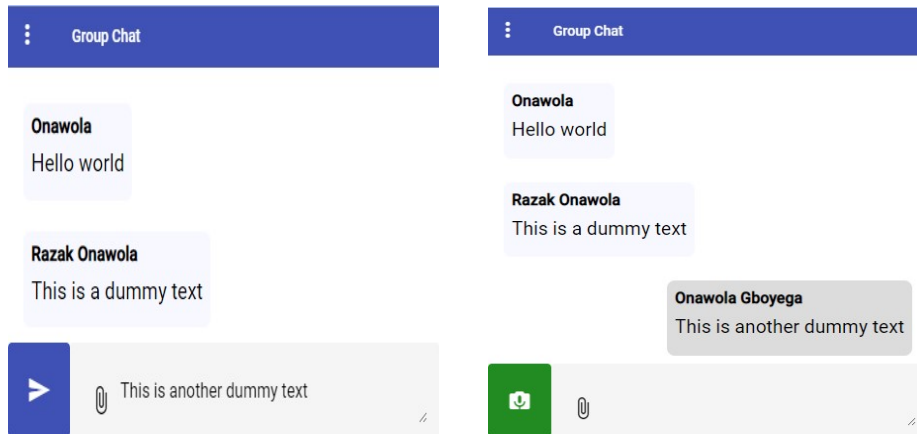 Group Chat
Onawola
Hello world
Razak Onawola
This is a dummy text
This is another dummy text
Group Chat
Onawola
Hello world
Razak Onawola
This is a dummy text
Onawola Gboyega
This is another dummy text